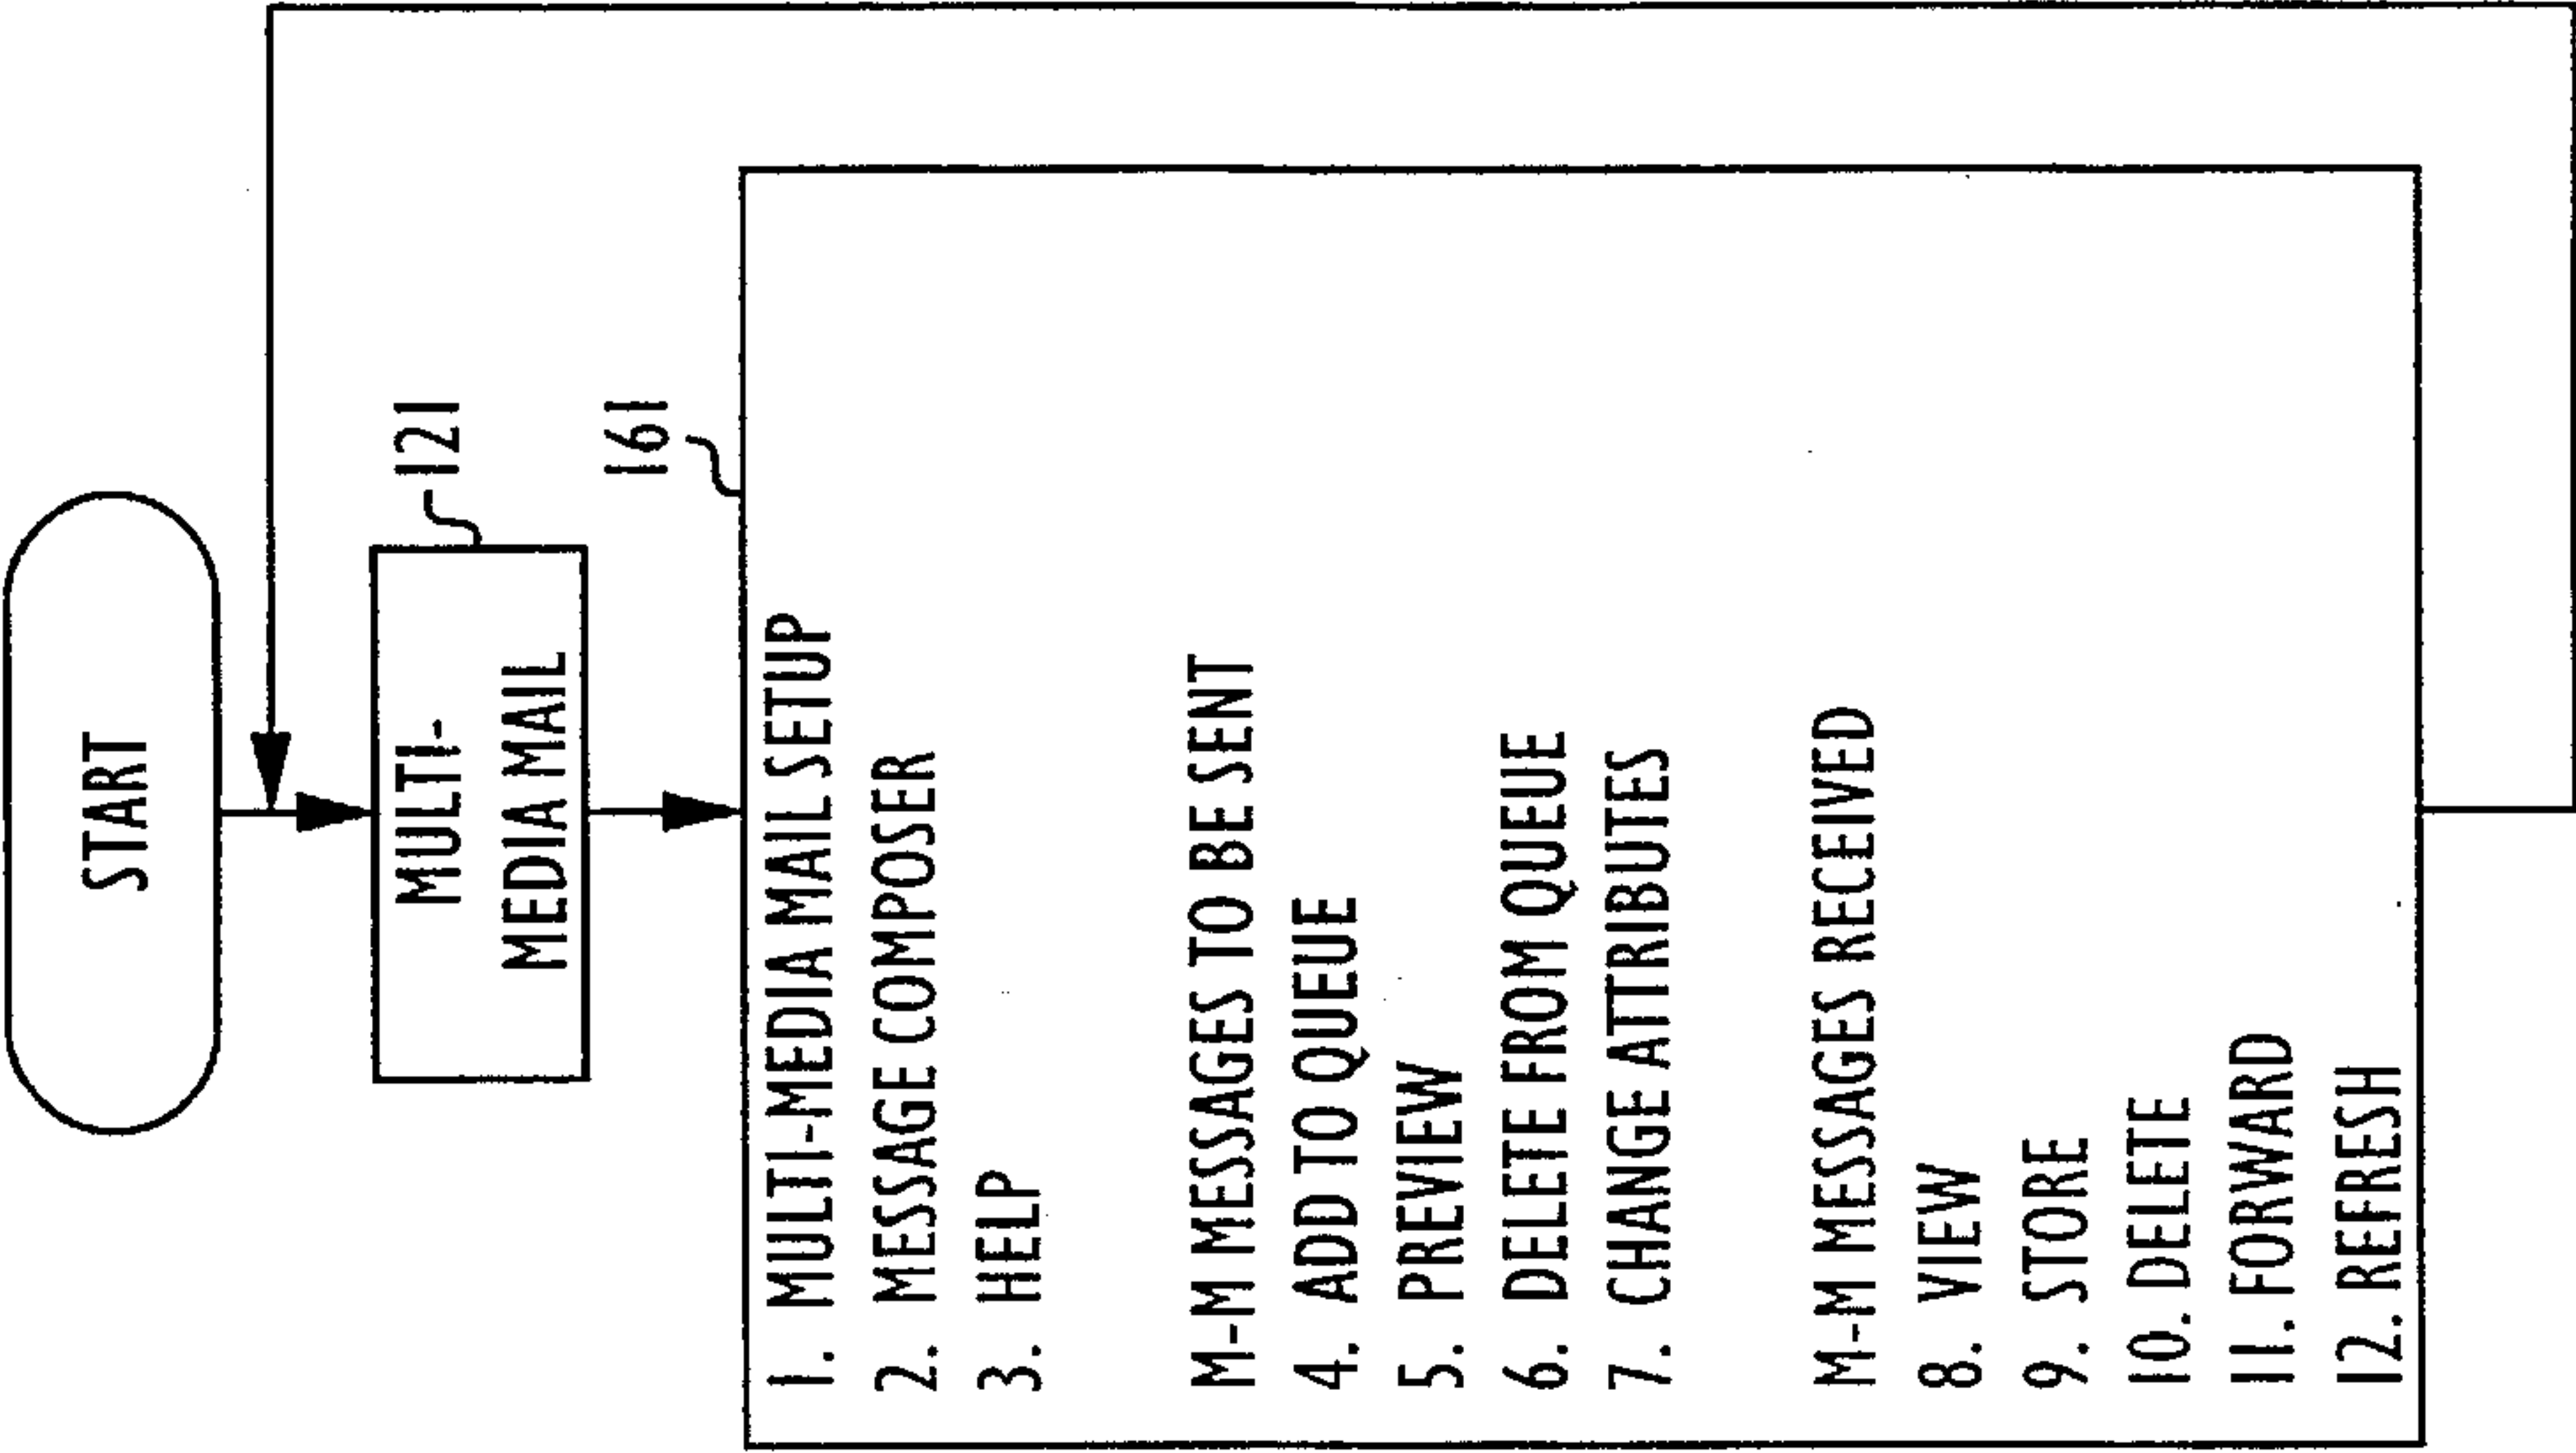 START
MULTI-
MEDIA MAIL
121
161
1. MULTI-MEDIA MAIL SETUP
2. MESSAGE COMPOSER
3. HELP
M-M MESSAGES TO BE SENT
4. ADD TO QUEUE
5. PREVIEW
6. DELETE FROM QUEUE
7. CHANGE ATTRIBUTES
M-M MESSAGES RECEIVED
8. VIEW
9. STORE
10. DELETE
11. FORWARD
12. REFRESH